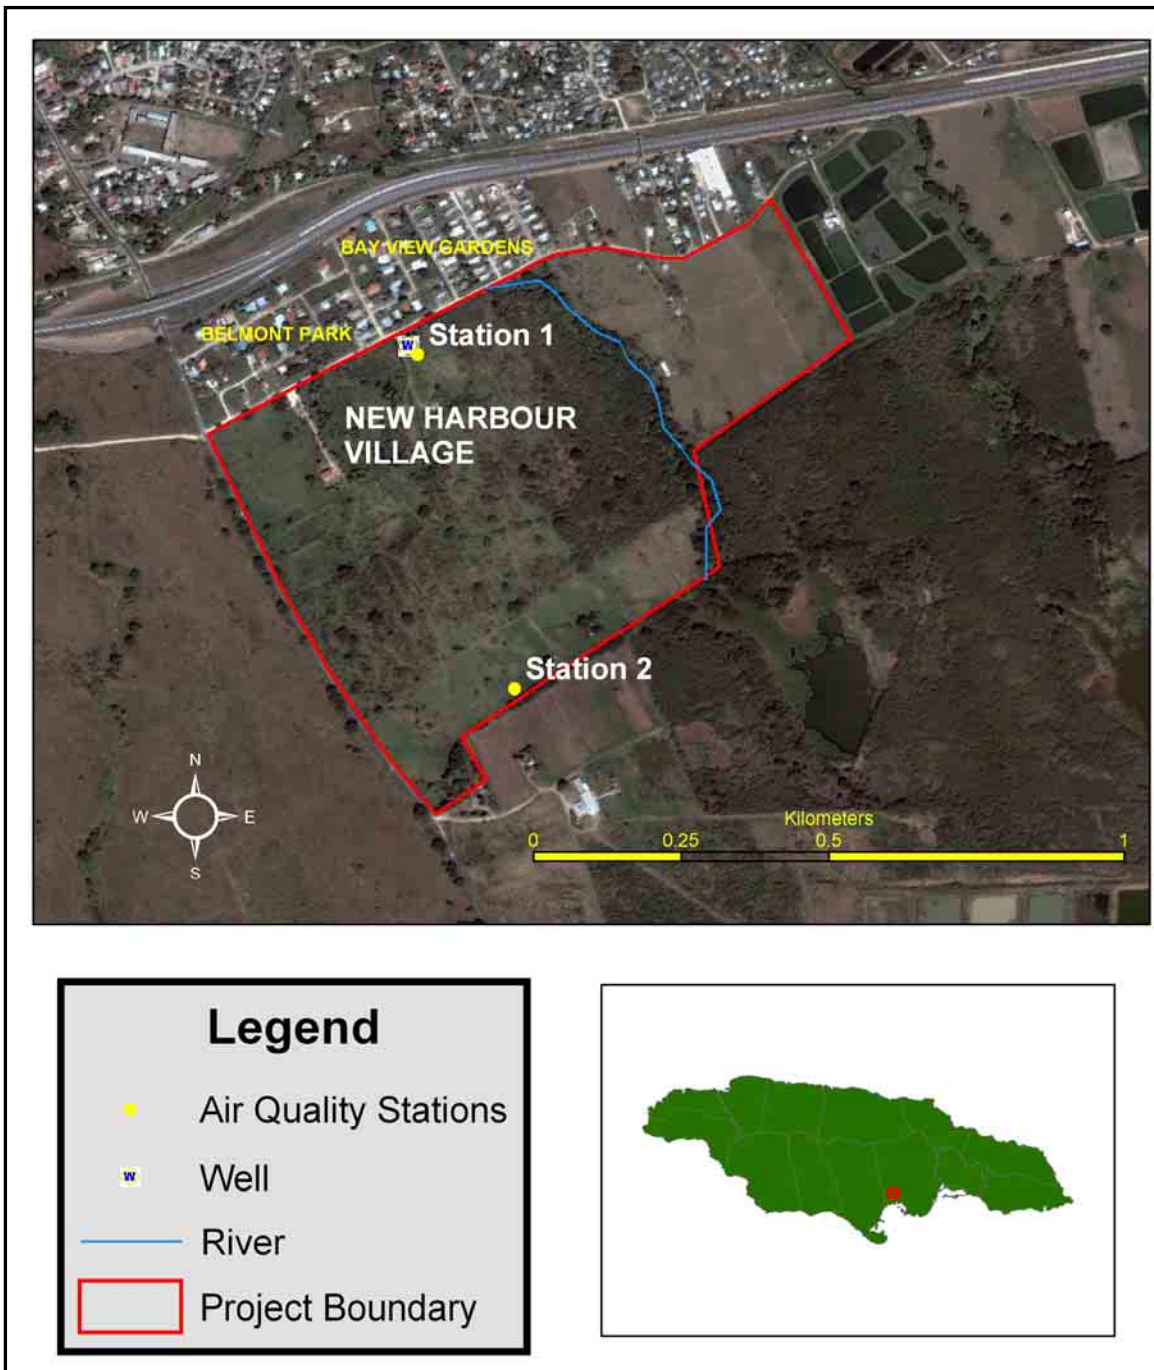 BAY VIEW GARDENS
BELMONT PARK
W
Station 1
NEW HARBOUR
VILLAGE
Station 2
N
W
E
S
Kilometers
0
0.25
0.5
1
Legend
Air Quality Stations
W
Well
River
Project Boundary